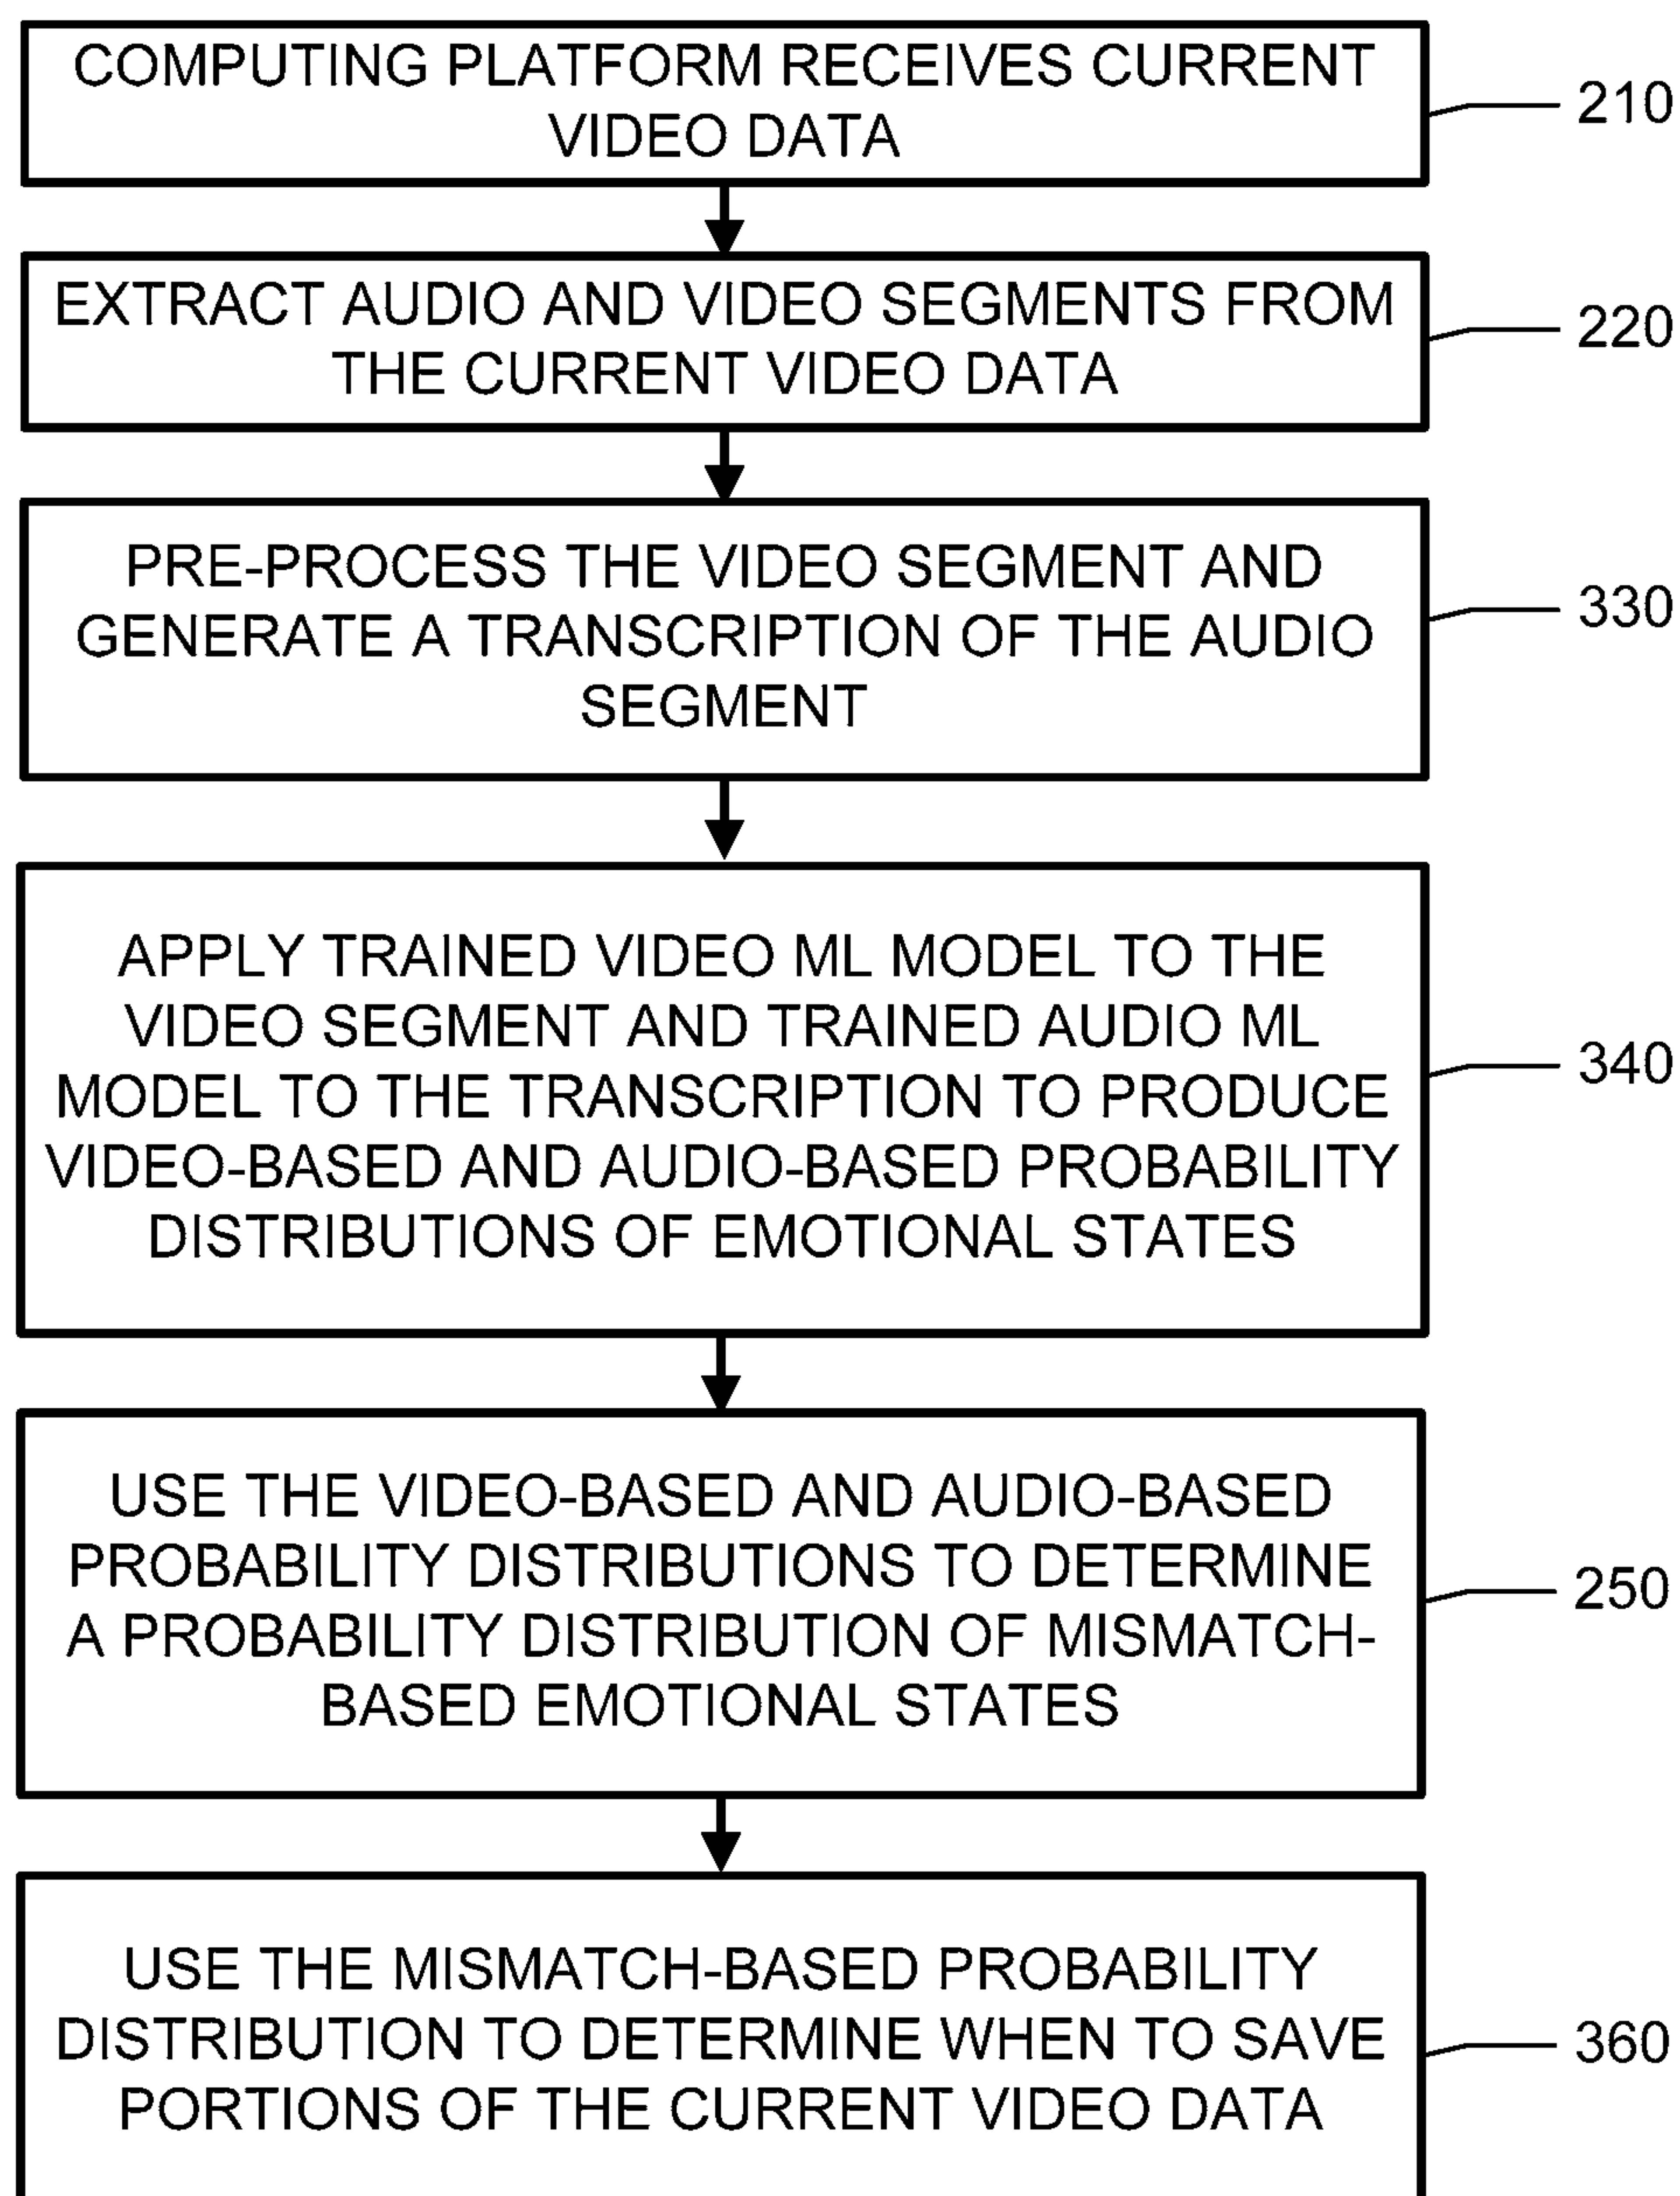 COMPUTING PLATFORM RECEIVES CURRENT
VIDEO DATA
210
EXTRACT AUDIO AND VIDEO SEGMENTS FROM
THE CURRENT VIDEO DATA
220
PRE-PROCESS THE VIDEO SEGMENT AND
GENERATE A TRANSCRIPTION OF THE AUDIO
SEGMENT
330
APPLY TRAINED VIDEO ML MODEL TO THE
VIDEO SEGMENT AND TRAINED AUDIO ML
MODEL TO THE TRANSCRIPTION TO PRODUCE
VIDEO-BASED AND AUDIO-BASED PROBABILITY
DISTRIBUTIONS OF EMOTIONAL STATES
340
USE THE VIDEO-BASED AND AUDIO-BASED
PROBABILITY DISTRIBUTIONS TO DETERMINE
A PROBABILITY DISTRIBUTION OF MISMATCH-
BASED EMOTIONAL STATES
250
USE THE MISMATCH-BASED PROBABILITY
DISTRIBUTION TO DETERMINE WHEN TO SAVE
PORTIONS OF THE CURRENT VIDEO DATA
360